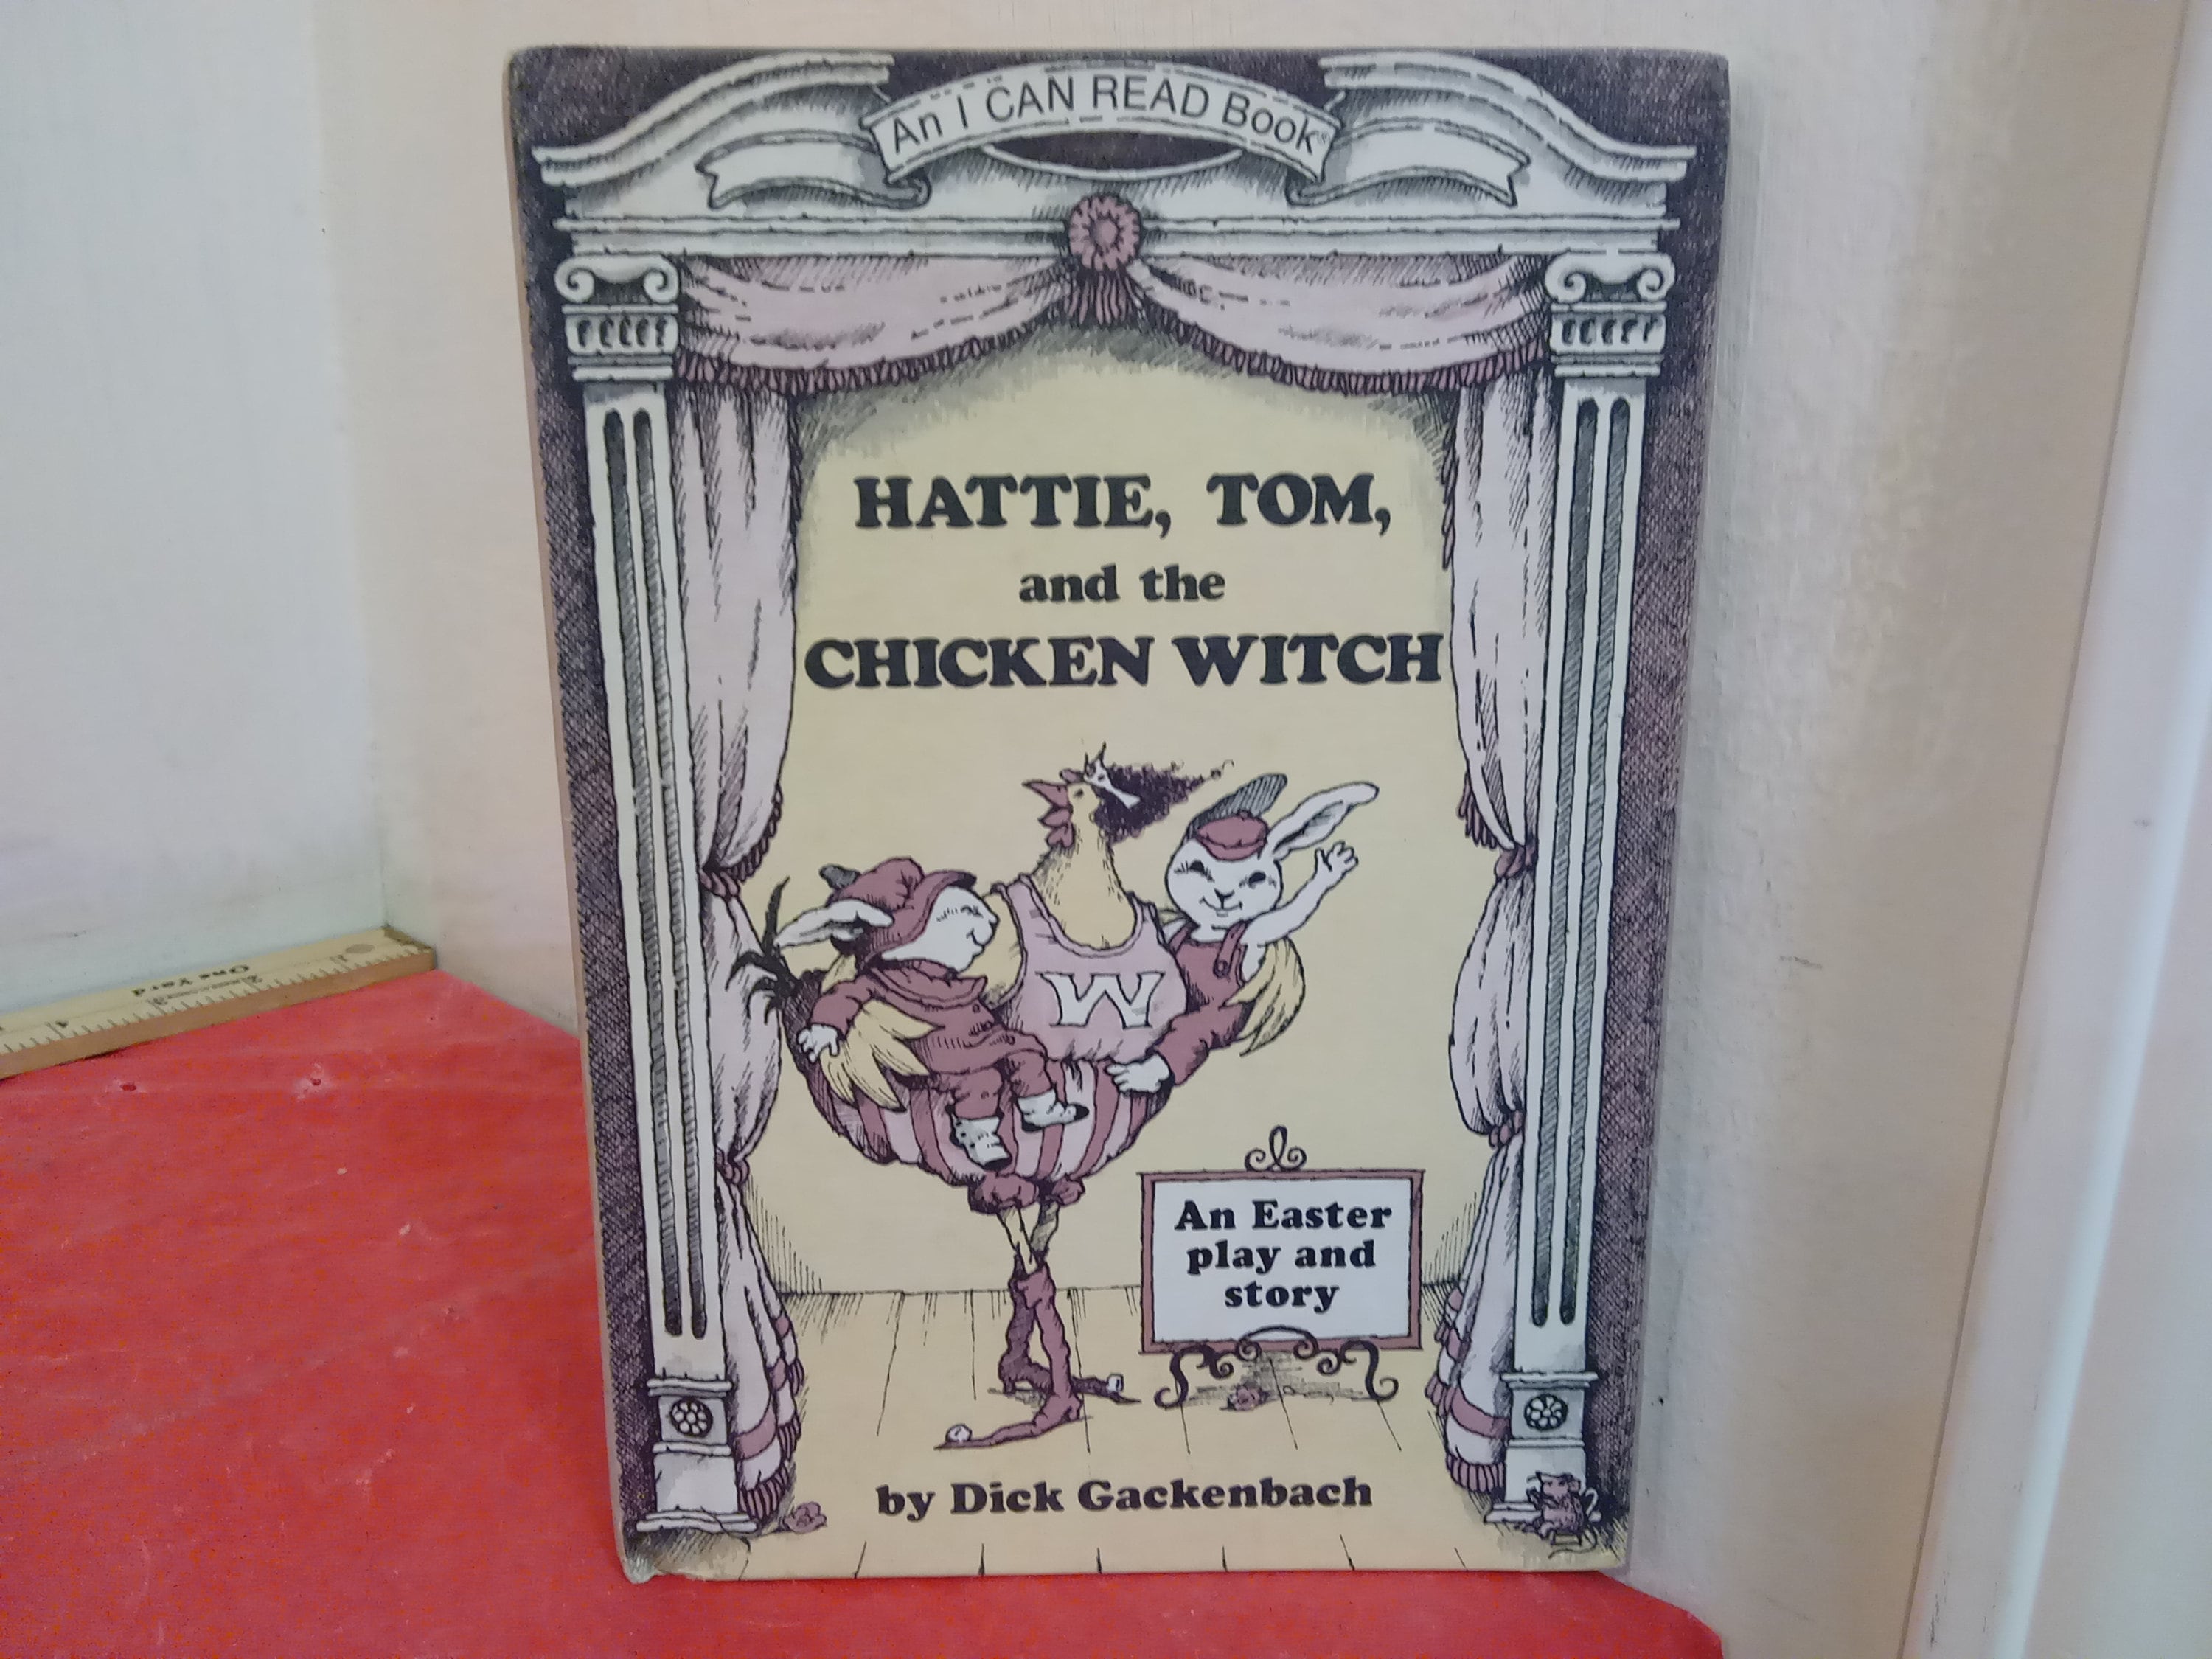 An I CAN READ Book®
HATTIE, TOM,
and the
CHICKEN WITCH
W
An Easter
play and
story
by Dick Gackenbach
One Yard